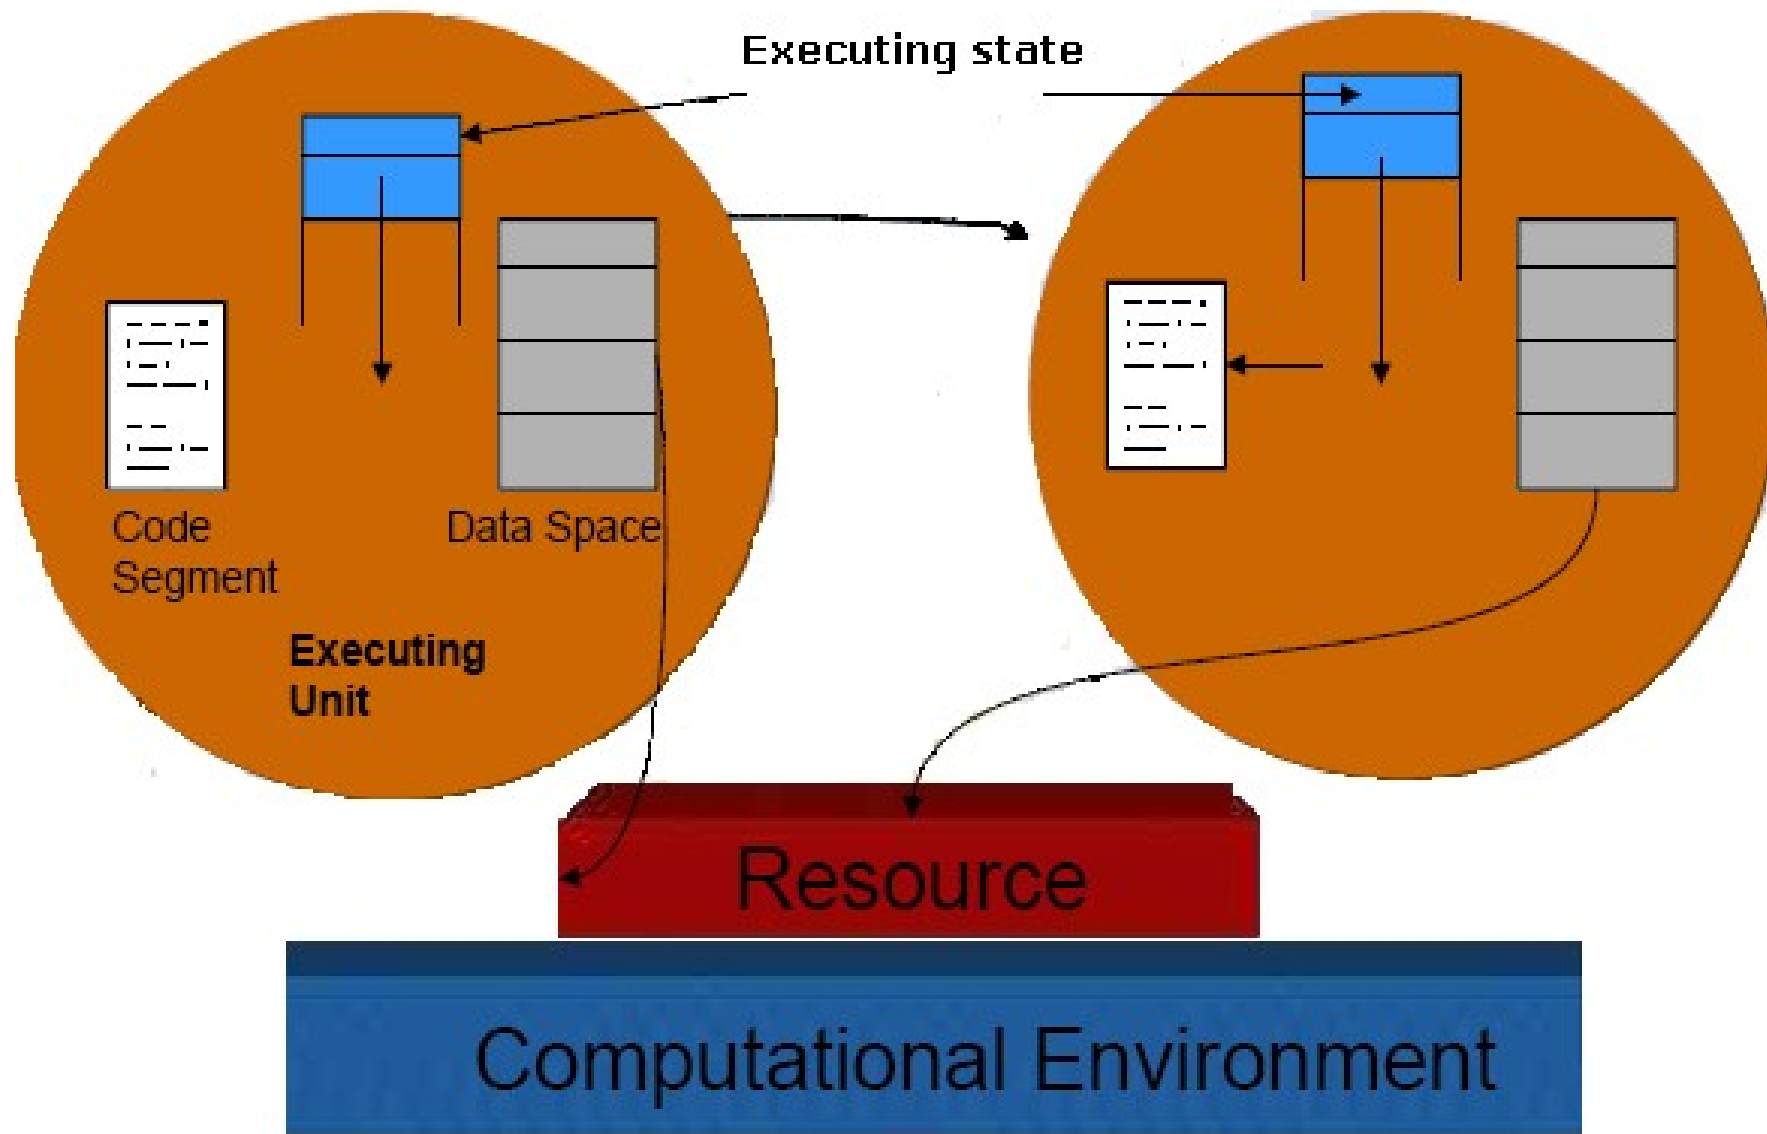 Executing state
Code
Segment
Data Space
Executing
Unit
Resource
Computational Environment